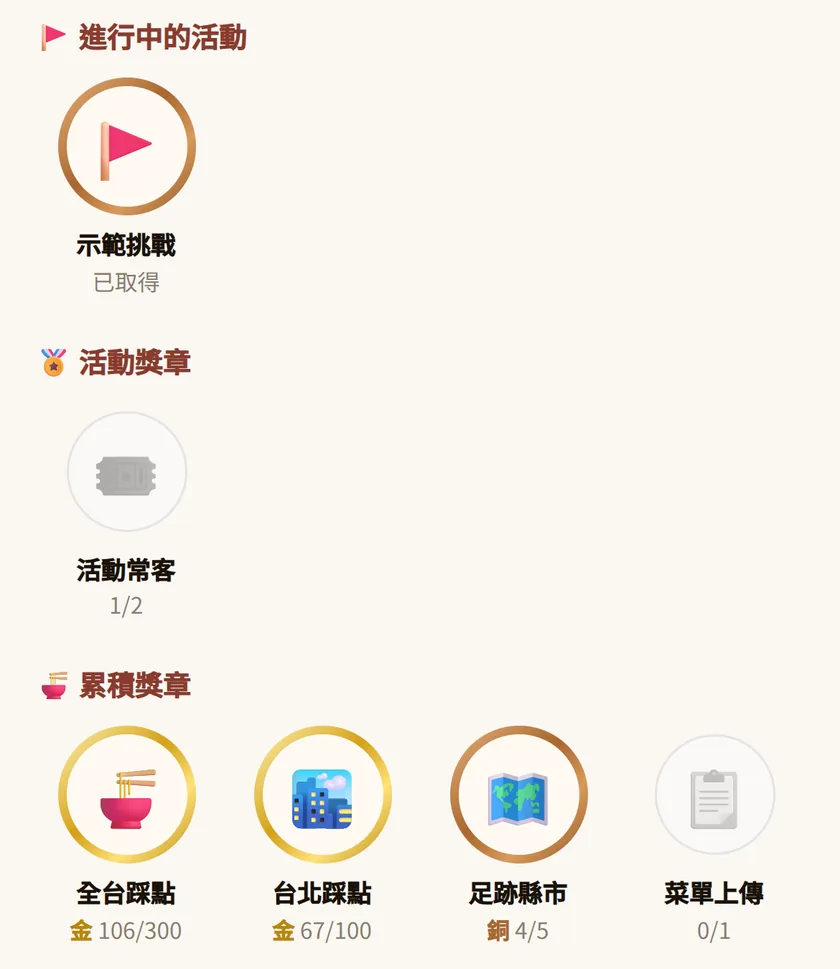 進行中的活動
示範挑戰
已取得
活動獎章
活動常客
1/2
累積獎章
全台踩點
金 106/300
台北踩點
金 67/100
足跡縣市
銅 4/5
菜單上傳
0/1